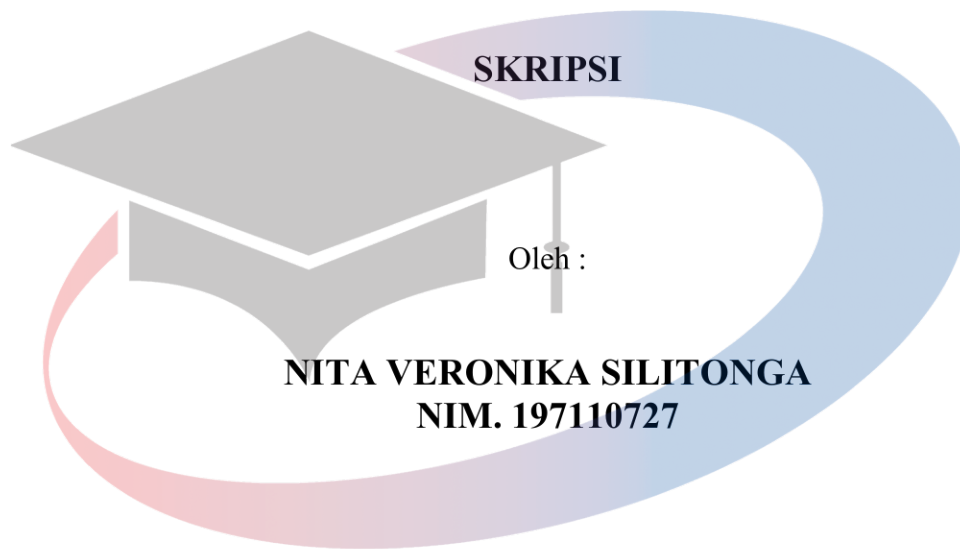 SKRIPSI
Oleh :
NITA VERONIKA SILITONGA
NIM. 197110727